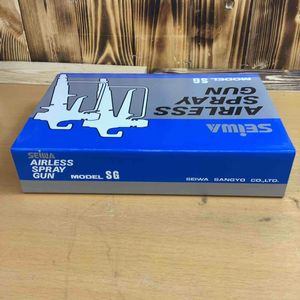 SEIWA
AIRLESS
SPRAY
GUN
MODEL SG
SEIWA
AIRLESS
SPRAY
GUN
MODEL SG
SEIWA SANGYO CO.,LTD.